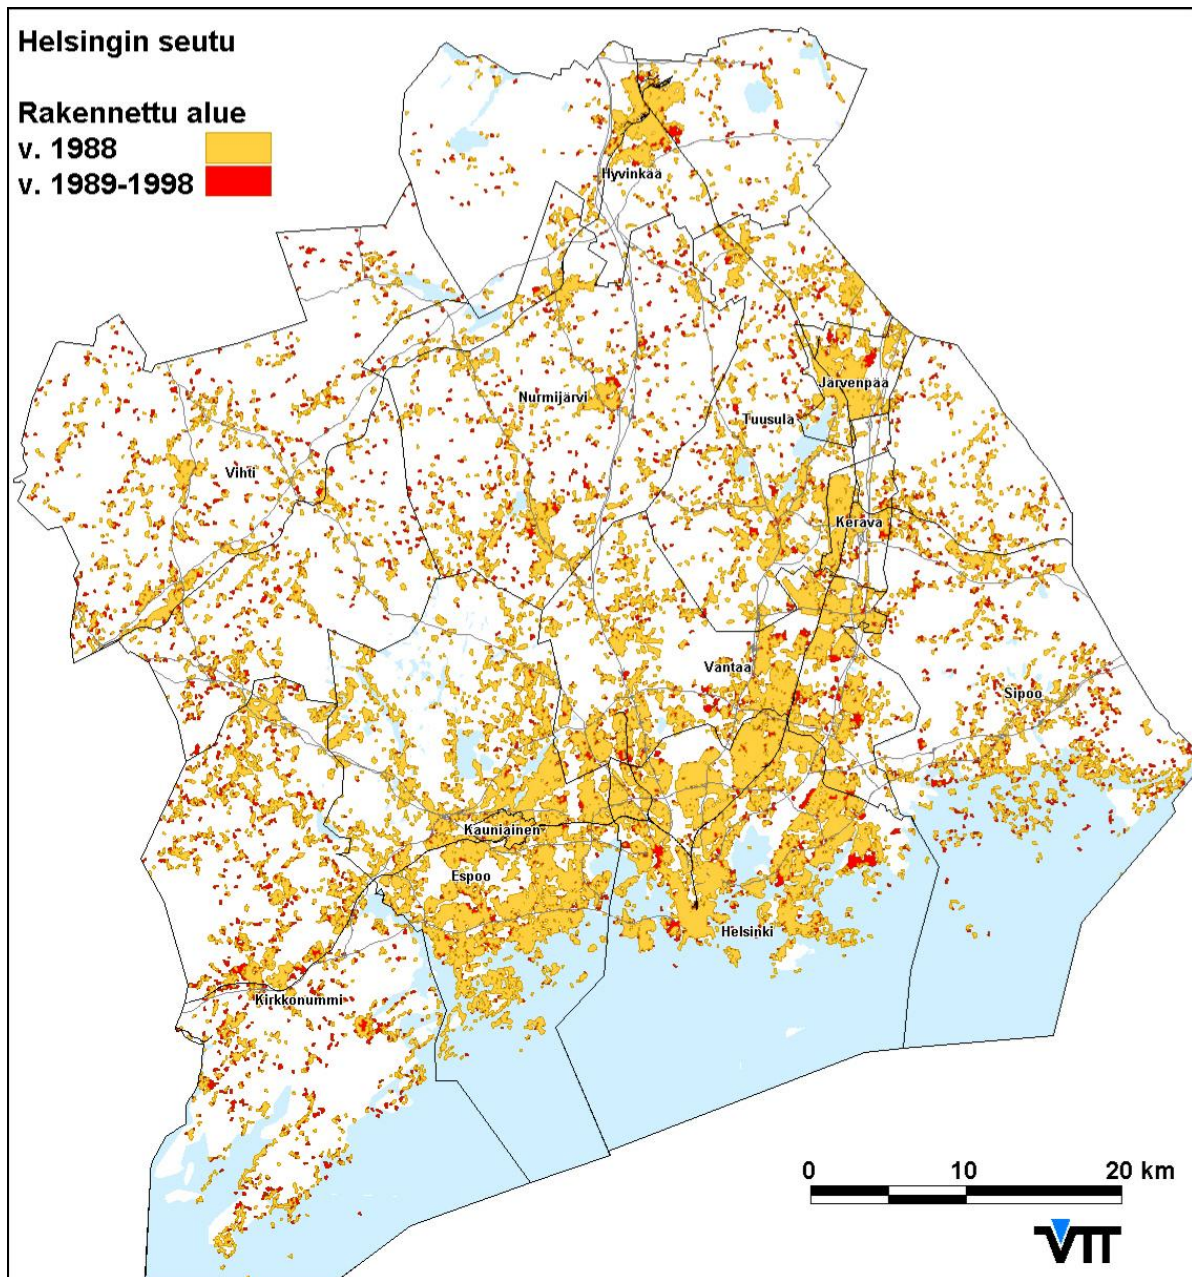 Helsingin seutu
Rakennettu alue
v. 1988
v. 1989-1998
Hyvinkää
Järvenpää
Nurmijärvi
Tuusula
Vihti
Kerava
Vantaa
Sipoo
Kauniainen
Espoo
Helsinki
Kirkkonummi
0 10 20 km
VTT